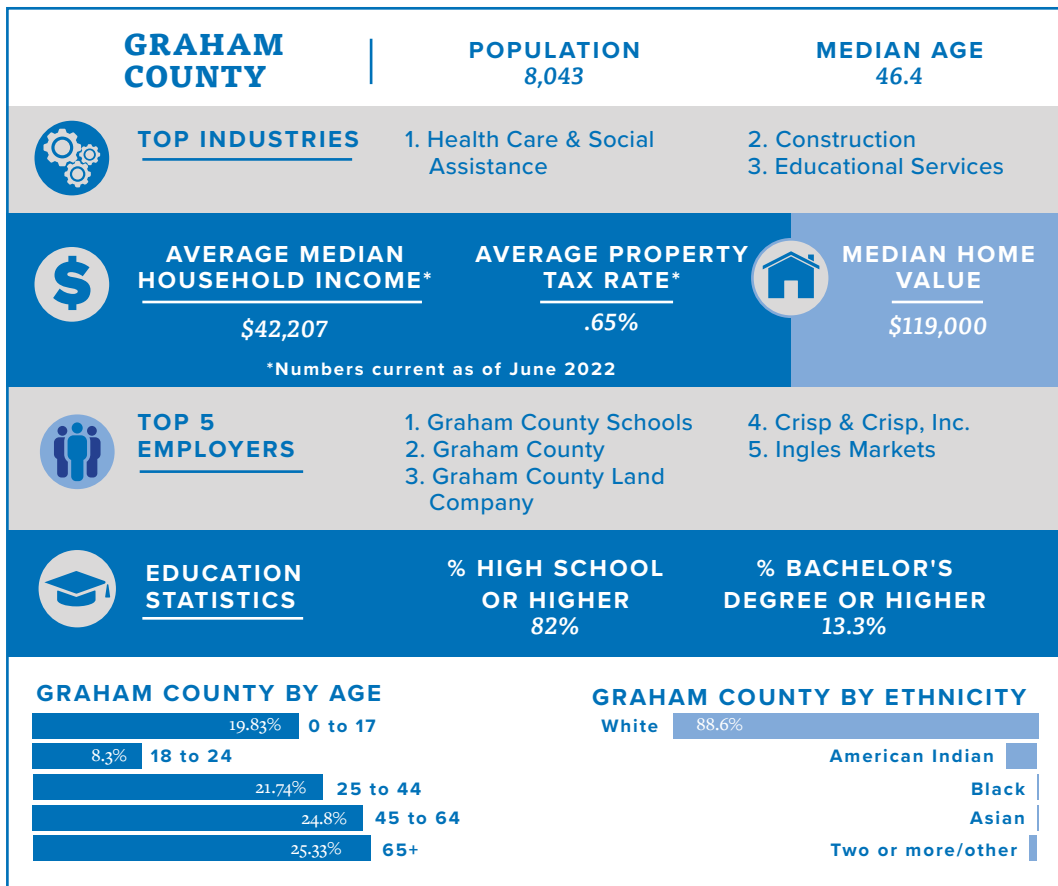 GRAHAM
COUNTY
POPULATION
8,043
MEDIAN AGE
46.4
TOP INDUSTRIES
1. Health Care & Social
Assistance
2. Construction
3. Educational Services
AVERAGE MEDIAN
HOUSEHOLD INCOME*
$42,207
AVERAGE PROPERTY
TAX RATE*
.65%
*Numbers current as of June 2022
MEDIAN HOME
VALUE
$119,000
TOP 5
EMPLOYERS
1. Graham County Schools
2. Graham County
3. Graham County Land
Company
4. Crisp & Crisp, Inc.
5. Ingles Markets
EDUCATION
STATISTICS
% HIGH SCHOOL
OR HIGHER
82%
% BACHELOR'S
DEGREE OR HIGHER
13.3%
GRAHAM COUNTY BY AGE
19.83% 0 to 17
8.3% 18 to 24
21.74% 25 to 44
24.8% 45 to 64
25.33% 65+
GRAHAM COUNTY BY ETHNICITY
White 88.6%
American Indian
Black
Asian
Two or more/other